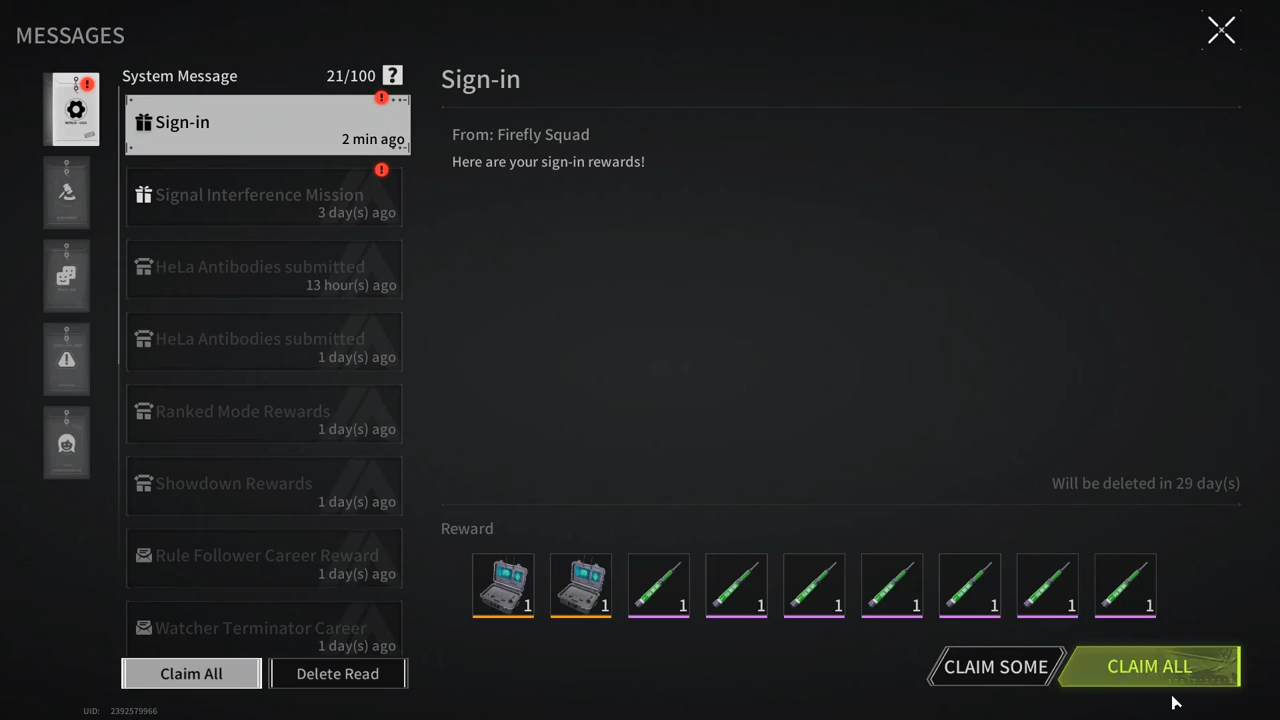 MESSAGES
System Message 21/100 ?
Sign-in
2 min ago
Signal Interference Mission
3 day(s) ago
HeLa Antibodies submitted
13 hour(s) ago
HeLa Antibodies submitted
1 day(s) ago
Ranked Mode Rewards
1 day(s) ago
Showdown Rewards
1 day(s) ago
Rule Follower Career Reward
1 day(s) ago
Watcher Terminator Career
1 day(s) ago
Claim All
Delete Read
Sign-in
From: Firefly Squad
Here are your sign-in rewards!
Will be deleted in 29 day(s)
Reward
1 1 1 1 1 1 1 1 1
CLAIM SOME
CLAIM ALL
UID: 2392579966